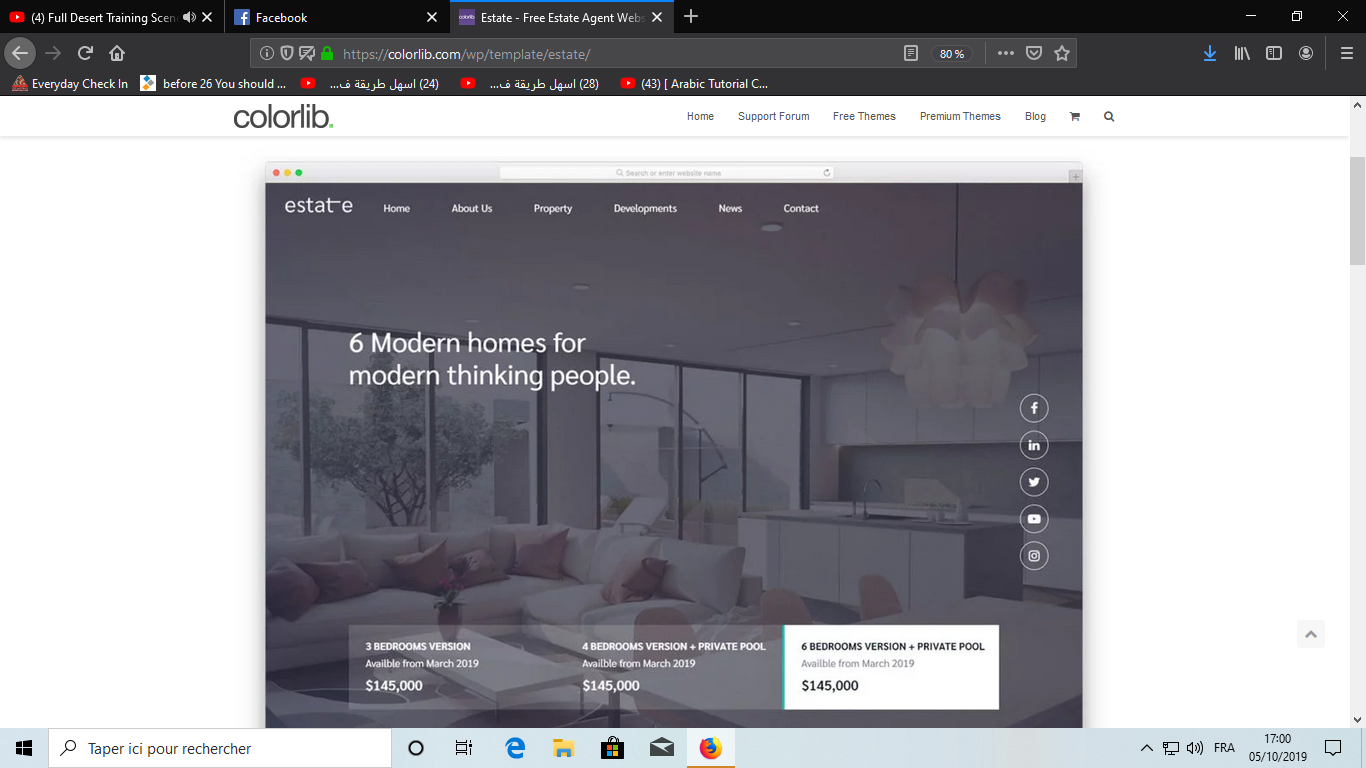 (4) Full Desert Training Scene
Facebook
Estate - Free Estate Agent Webs
https://colorlib.com/wp/template/estate/
80 %
Everyday Check In
before 26 You should ...
(24) اسهل طريقة ف...
(28) اسهل طريقة ف...
(43) [ Arabic Tutorial C...
colorlib.
Home
Support Forum
Free Themes
Premium Themes
Blog
Search or enter website name
estate
Home
About Us
Property
Developments
News
Contact
6 Modern homes for
modern thinking people.
3 BEDROOMS VERSION
Availble from March 2019
$145,000
4 BEDROOMS VERSION + PRIVATE POOL
Availble from March 2019
$145,000
6 BEDROOMS VERSION + PRIVATE POOL
Availble from March 2019
$145,000
Taper ici pour rechercher
FRA
17:00
05/10/2019